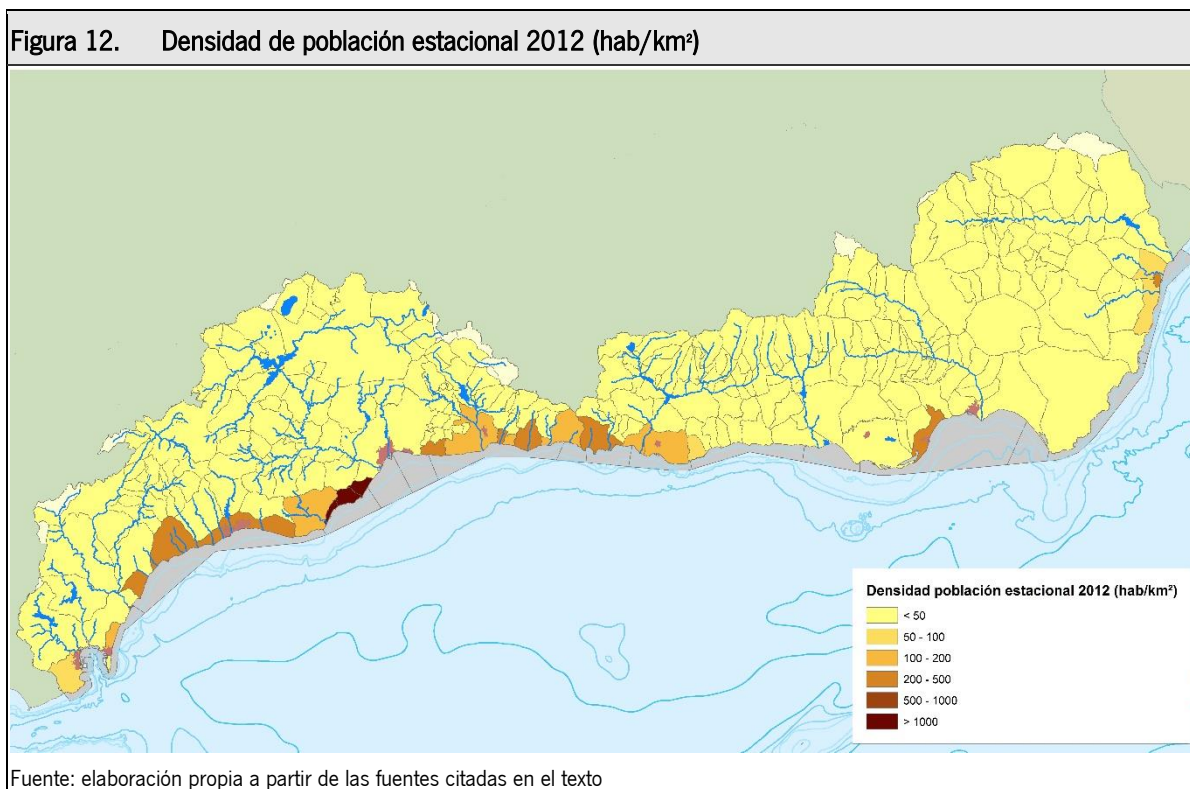 Figura 12. Densidad de población estacional 2012 (hab/km²)
Densidad población estacional 2012 (hab/km²)
< 50
50 - 100
100 - 200
200 - 500
500 - 1000
> 1000
Fuente: elaboración propia a partir de las fuentes citadas en el texto